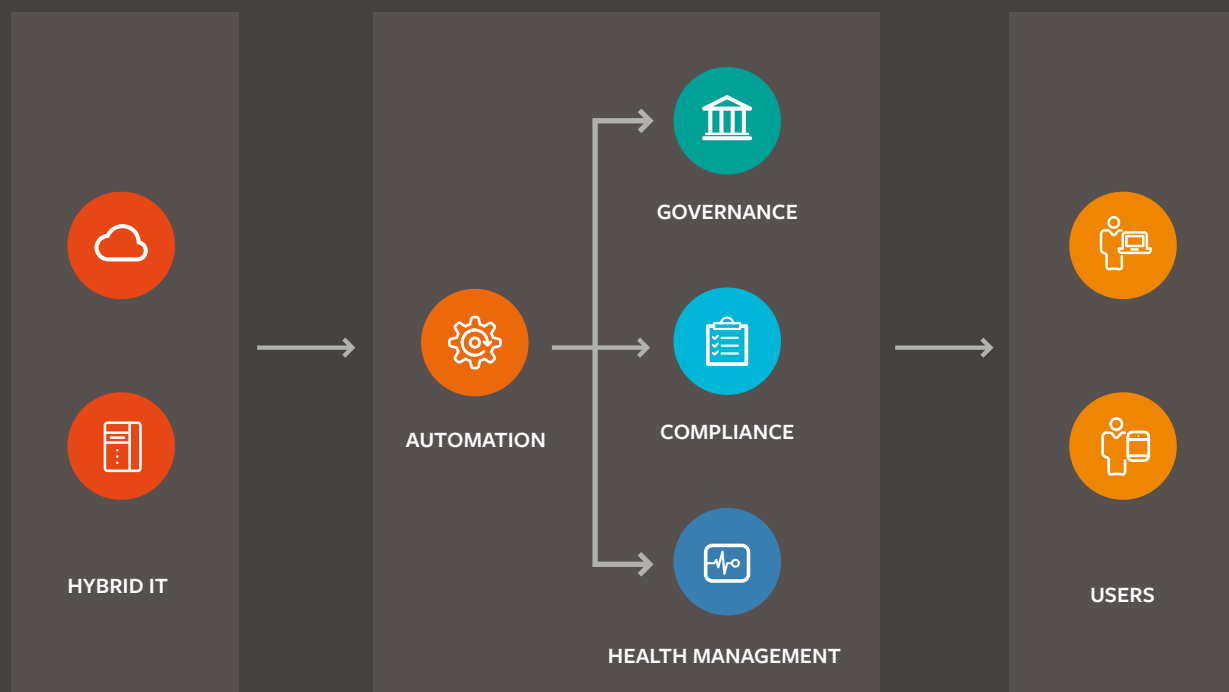 HYBRID IT
AUTOMATION
GOVERNANCE
COMPLIANCE
HEALTH MANAGEMENT
USERS